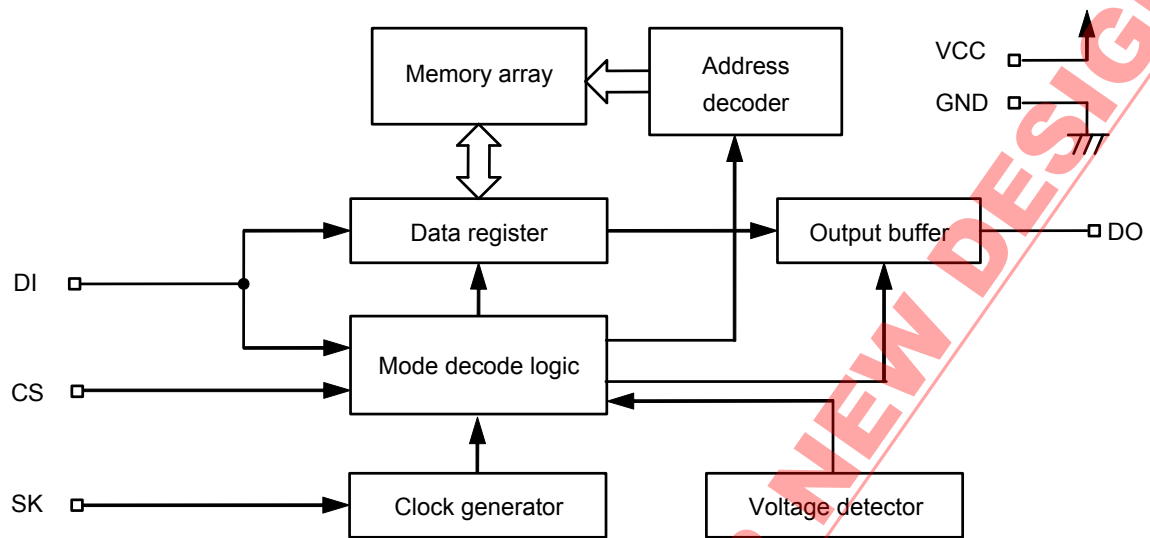 Memory array
Address
decoder
VCC
GND
Data register
Output buffer
DO
DI
Mode decode logic
CS
SK
Clock generator
Voltage detector
NEW DESIG